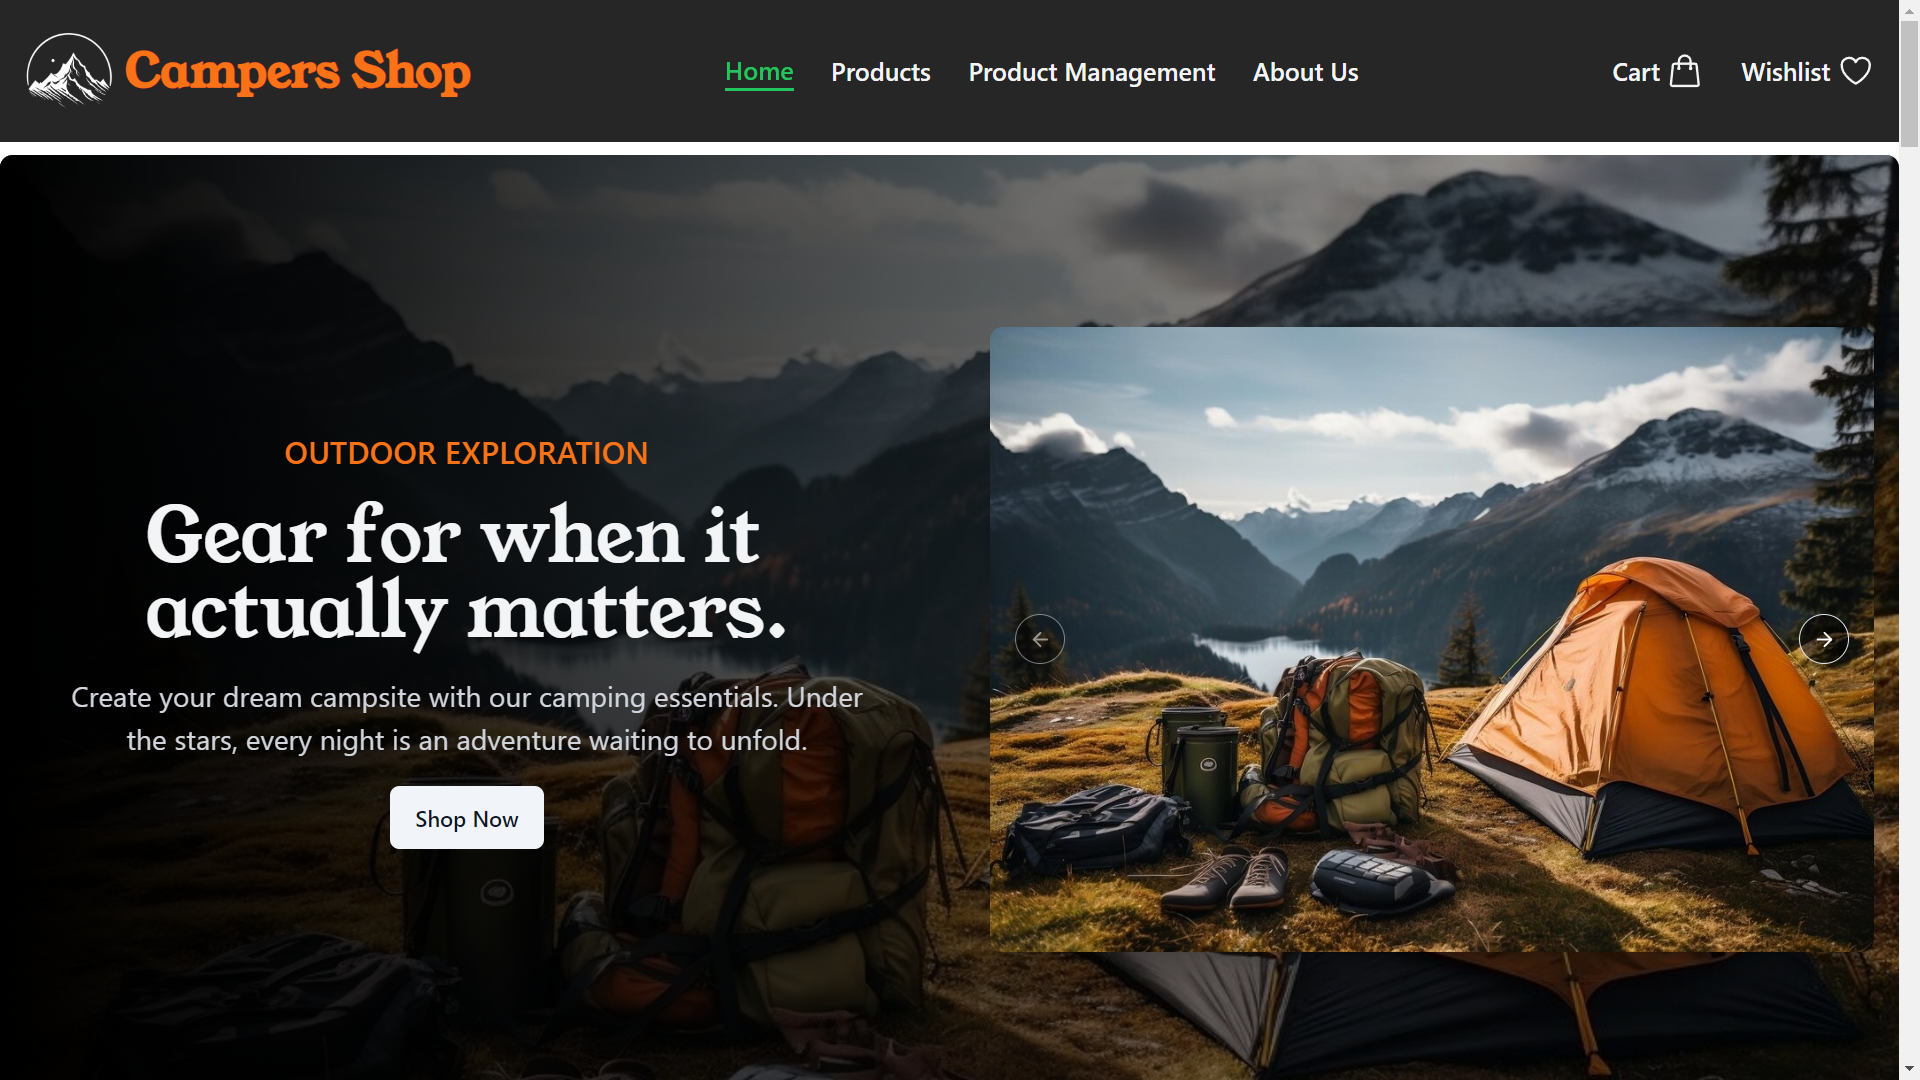 Campers Shop
Home
Products
Product Management
About Us
Cart
Wishlist
OUTDOOR EXPLORATION
Gear for when it
actually matters.
Create your dream campsite with our camping essentials. Under
the stars, every night is an adventure waiting to unfold.
Shop Now